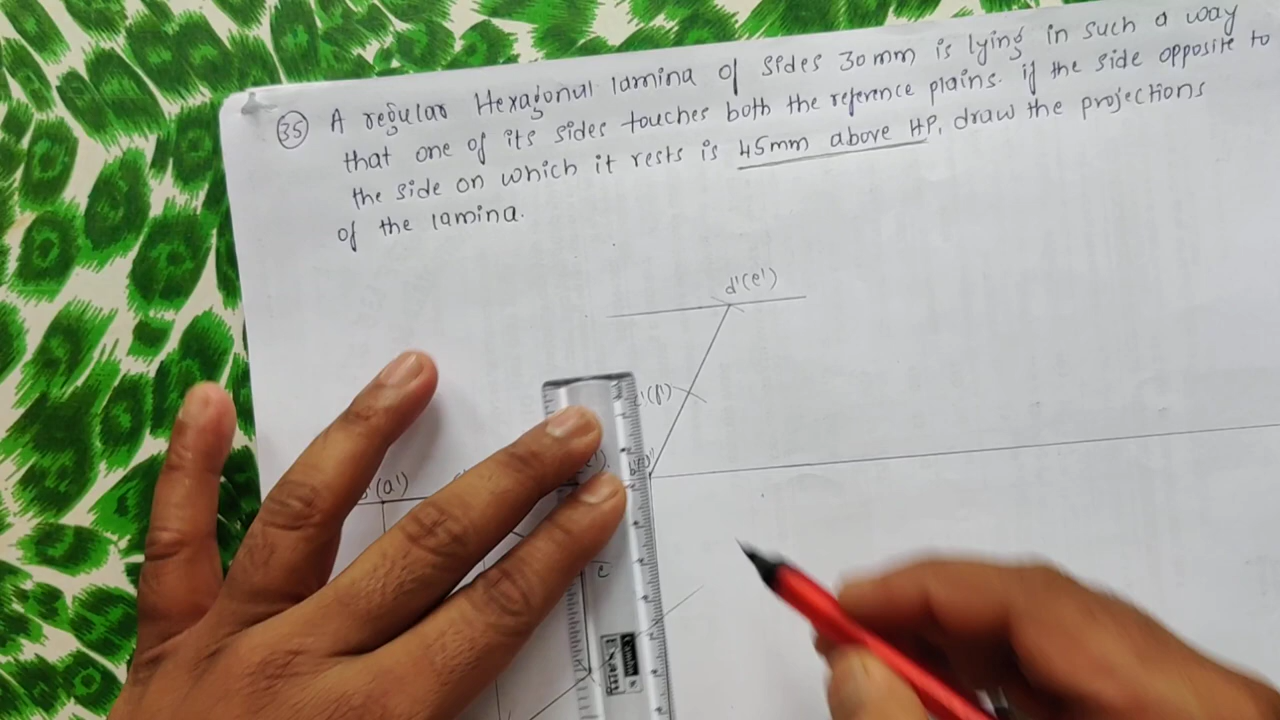 35 A regular Hexagonal lamina of sides 30mm is lying in such a way
that one of its sides touches both the reference plains. if the side opposite to
the side on which it rests is 45mm above HP, draw the projections
of the lamina.
d'(e')
(f')
(a')
e
EXAM